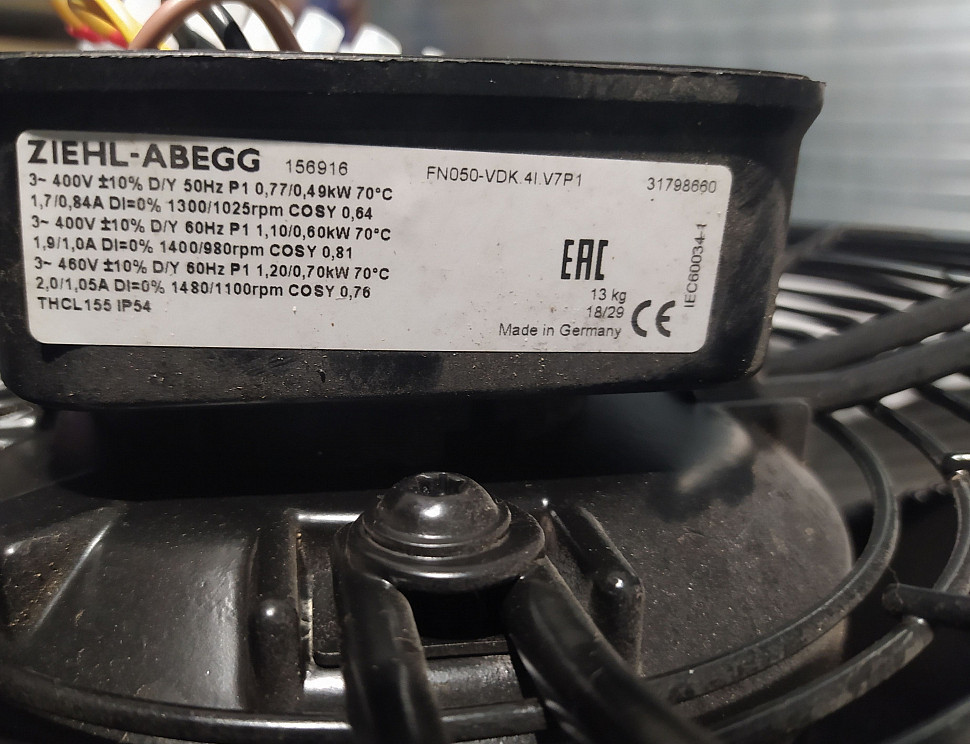 ZIEHL-ABEGG 156916 FN050-VDK.4I.V7P1 31798660
3~ 400V ±10% D/Y 50Hz P1 0,77/0,49kW 70°C
1,7/0,84A DI=0% 1300/1025rpm COSY 0,64
3~ 400V ±10% D/Y 60Hz P1 1,10/0,60kW 70°C
1,9/1,0A DI=0% 1400/980rpm COSY 0,81
3~ 460V ±10% D/Y 60Hz P1 1,20/0,70kW 70°C
2,0/1,05A DI=0% 1480/1100rpm COSY 0,76
THCL155 IP54
EAC
13 kg
18/29
Made in Germany CE
IEC60034-1